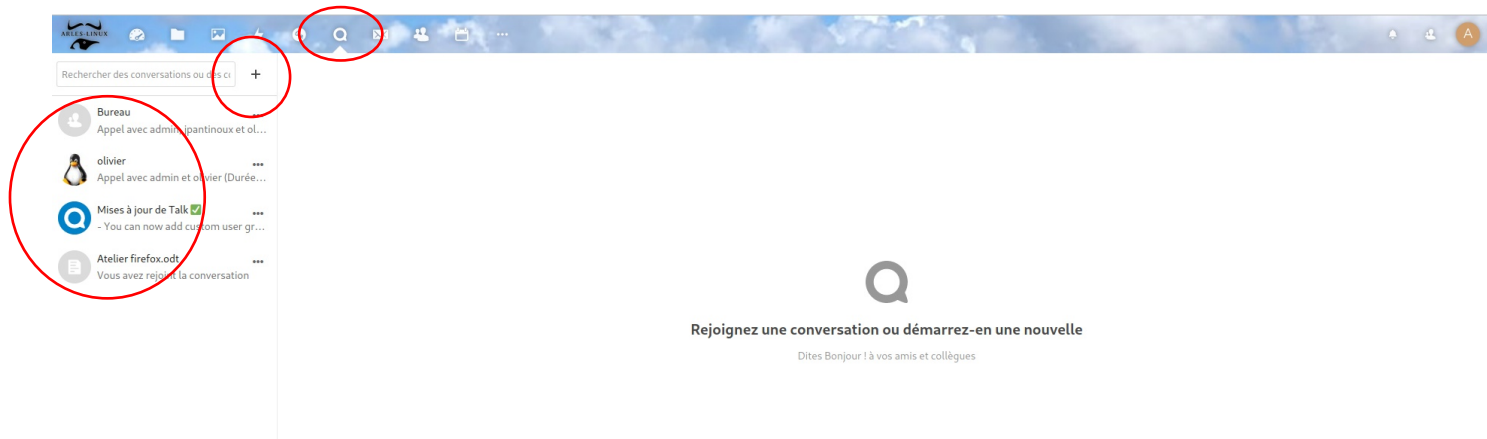 ARLES-LINUX
A
Rechercher des conversations ou des co
+
Bureau
Appel avec admin, jpantinoux et ol...
olivier
Appel avec admin et olivier (Durée...
Mises à jour de Talk ✅
- You can now add custom user gr...
Atelier firefox.odt
Vous avez rejoint la conversation
Rejoignez une conversation ou démarrez-en une nouvelle
Dites Bonjour ! à vos amis et collègues